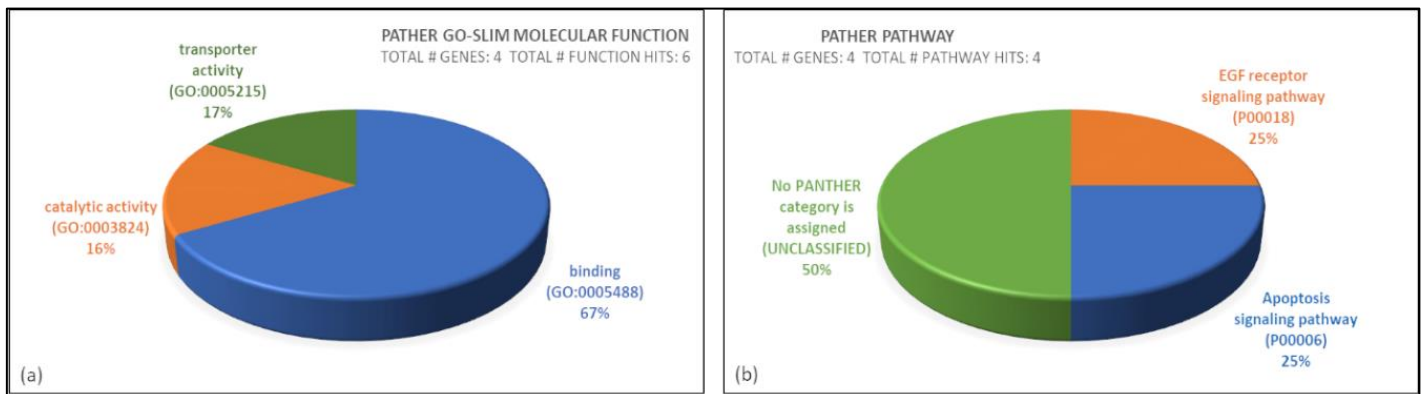 PATHER GO-SLIM MOLECULAR FUNCTION
TOTAL # GENES: 4 TOTAL # FUNCTION HITS: 6
transporter
activity
(GO:0005215)
17%
catalytic activity
(GO:0003824)
16%
binding
(GO:0005488)
67%
(a)
PATHER PATHWAY
TOTAL # GENES: 4 TOTAL # PATHWAY HITS: 4
EGF receptor
signaling pathway
(P00018)
25%
No PANTHER
category is
assigned
(UNCLASSIFIED)
50%
Apoptosis
signaling pathway
(P00006)
25%
(b)